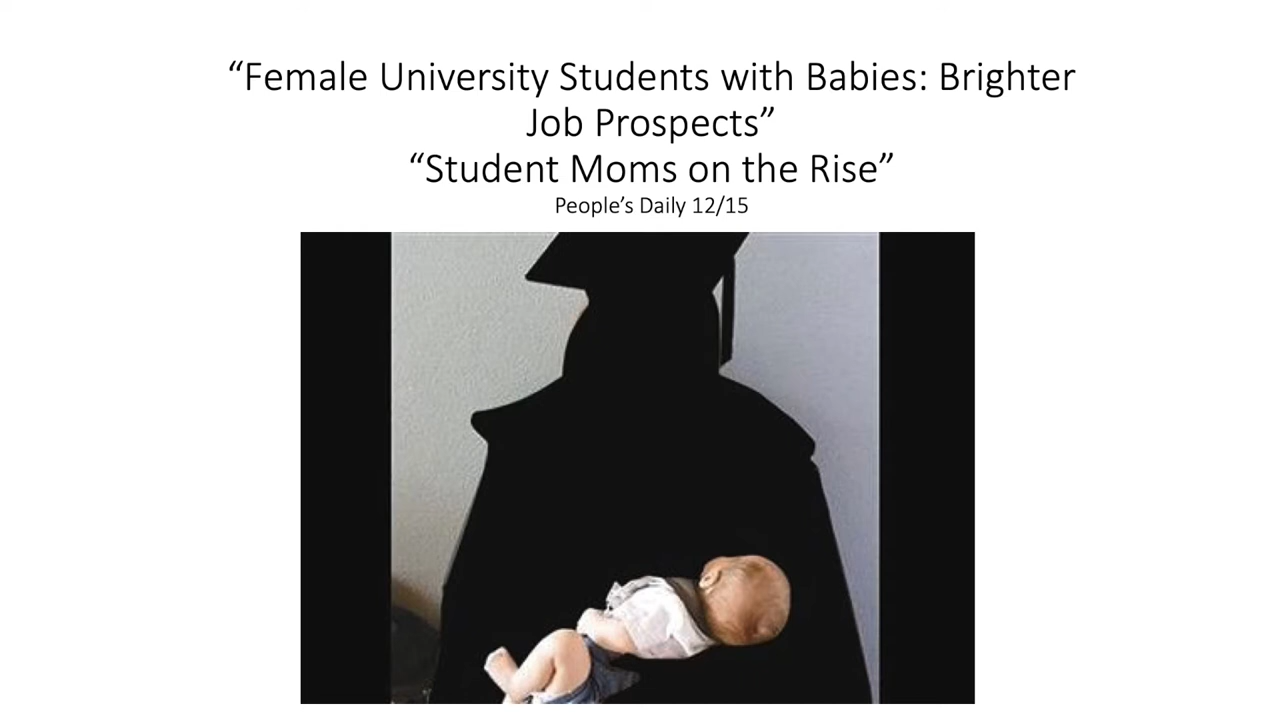 “Female University Students with Babies: Brighter
Job Prospects”
“Student Moms on the Rise”
People’s Daily 12/15